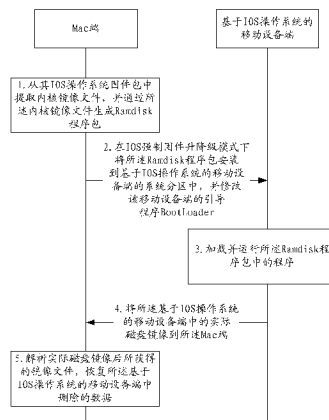 Mac端
基于IOS操作系统的
移动设备端
1.从其IOS操作系统固件包中
提取内核镜像文件,并通过所
述内核镜像文件生成Ramdisk
程序包
2.在IOS强制固件升降级模式下
将所述Ramdisk程序包安装
到基于IOS操作系统的移动设
备端的系统分区中,并修改
该移动设备端的引导
程序BootLoader
3.加载并运行所述Ramdisk程
序包中的程序
4.将所述基于IOS操作系统
的移动设备端中的实际
磁盘镜像到所述Mac端
5.解析实际磁盘镜像后所获得
的镜像文件,恢复所述基于
IOS操作系统的移动设备端中
删除的数据